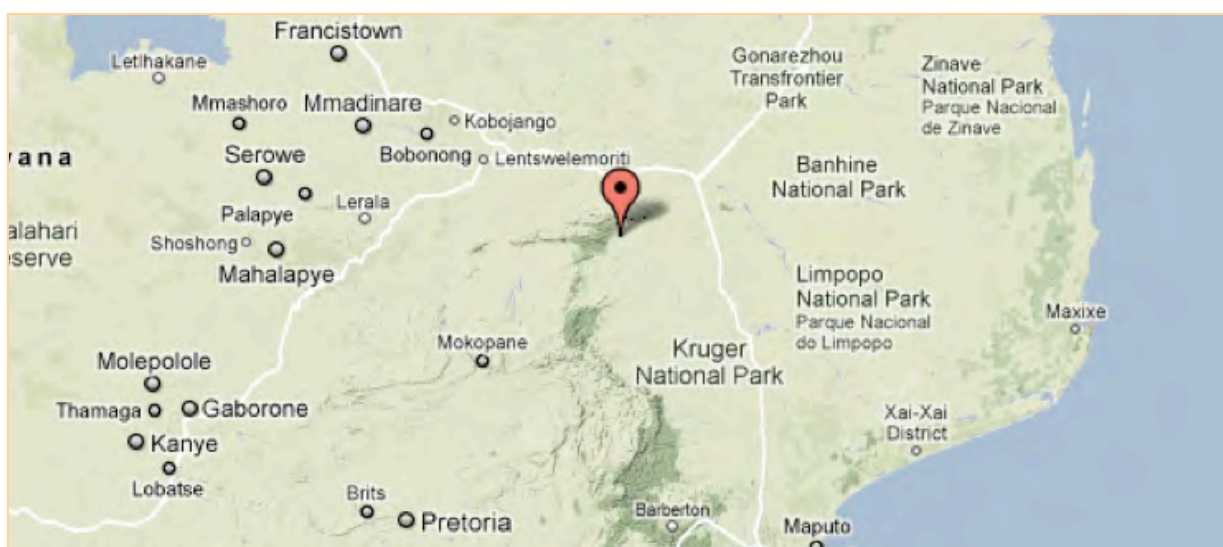 Francistown
Letlhakane
Mmashoro
Mmadinare
Kobojango
Bobonong
Lentswelemoriti
wana
Serowe
Palapye
Lerala
Shoshong
Mahalapye
alahari
eserve
Gonarezhou
Transfrontier
Park
Zinave
National Park
Parque Nacional
de Zinave
Banhine
National Park
Limpopo
National Park
Parque Nacional
do Limpopo
Maxixe
Mokopane
Kruger
National Park
Molepolole
Thamaga
Gaborone
Kanye
Lobatse
Xai-Xai
District
Brits
Pretoria
Barberton
Maputo